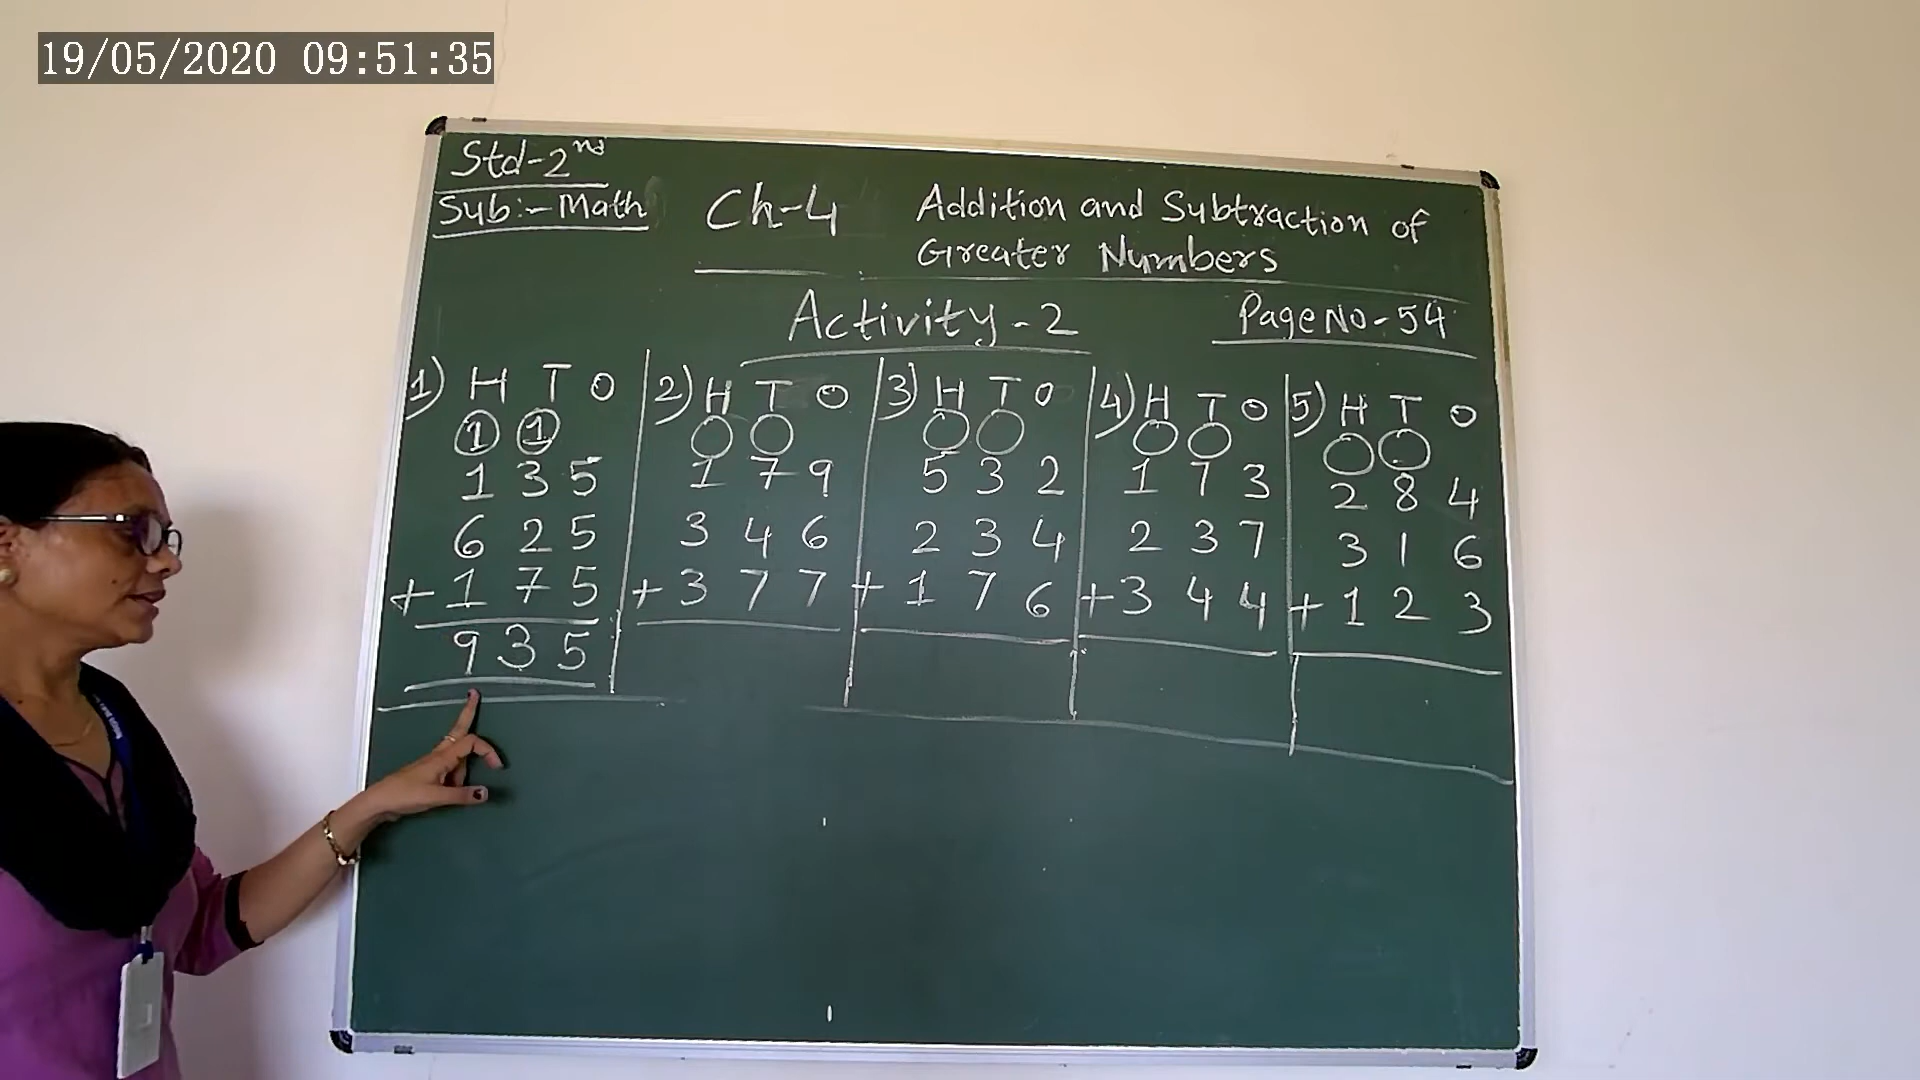 19/05/2020 09:51:35
Std-2nd
Sub:- Math
Ch-4 Addition and Subtraction of
Greater Numbers
Activity-2
Page No-54
1) H T O
1 1
1 3 5
6 2 5
+ 1 7 5
9 3 5
2) H T O
1 7 9
3 4 6
+ 3 7 7
3) H T O
5 3 2
2 3 4
+ 1 7 6
4) H T O
1 7 3
2 3 7
+ 3 4 4
5) H T O
2 8 4
3 1 6
+ 1 2 3